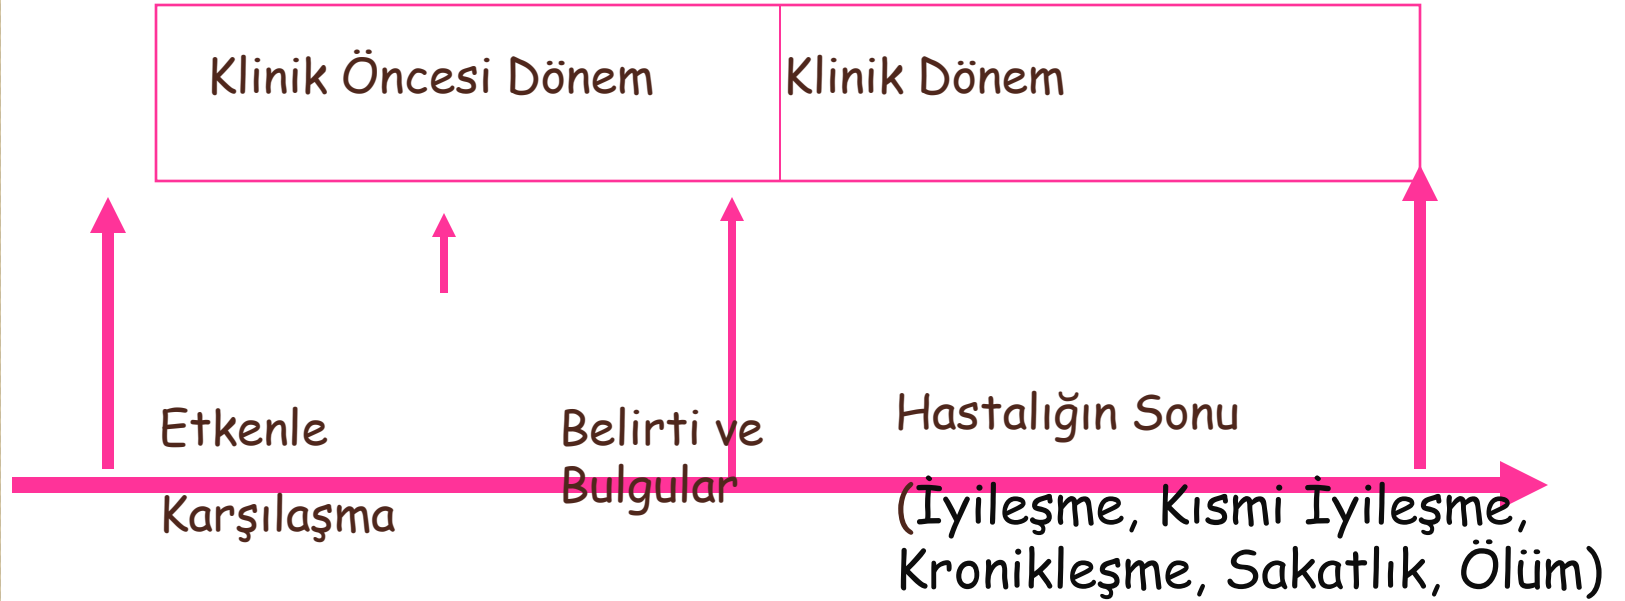 Klinik Öncesi Dönem
Klinik Dönem
Etkenle
Karşılaşma
Belirti ve
Bulgular
Hastalığın Sonu
(İyileşme, Kısmi İyileşme,
Kronikleşme, Sakatlık, Ölüm)